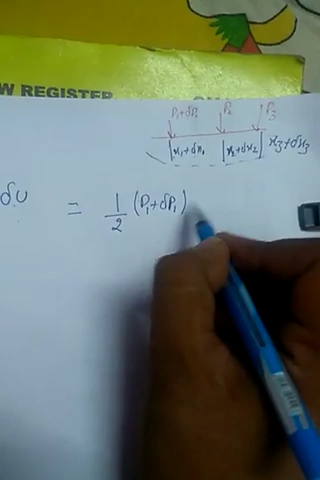 W REGISTER
P₁+δP₁ P₂ P₃
x₁+δx₁ x₂+δx₂ x₃+δx₃
δU = 1/2 (P₁+δP₁)